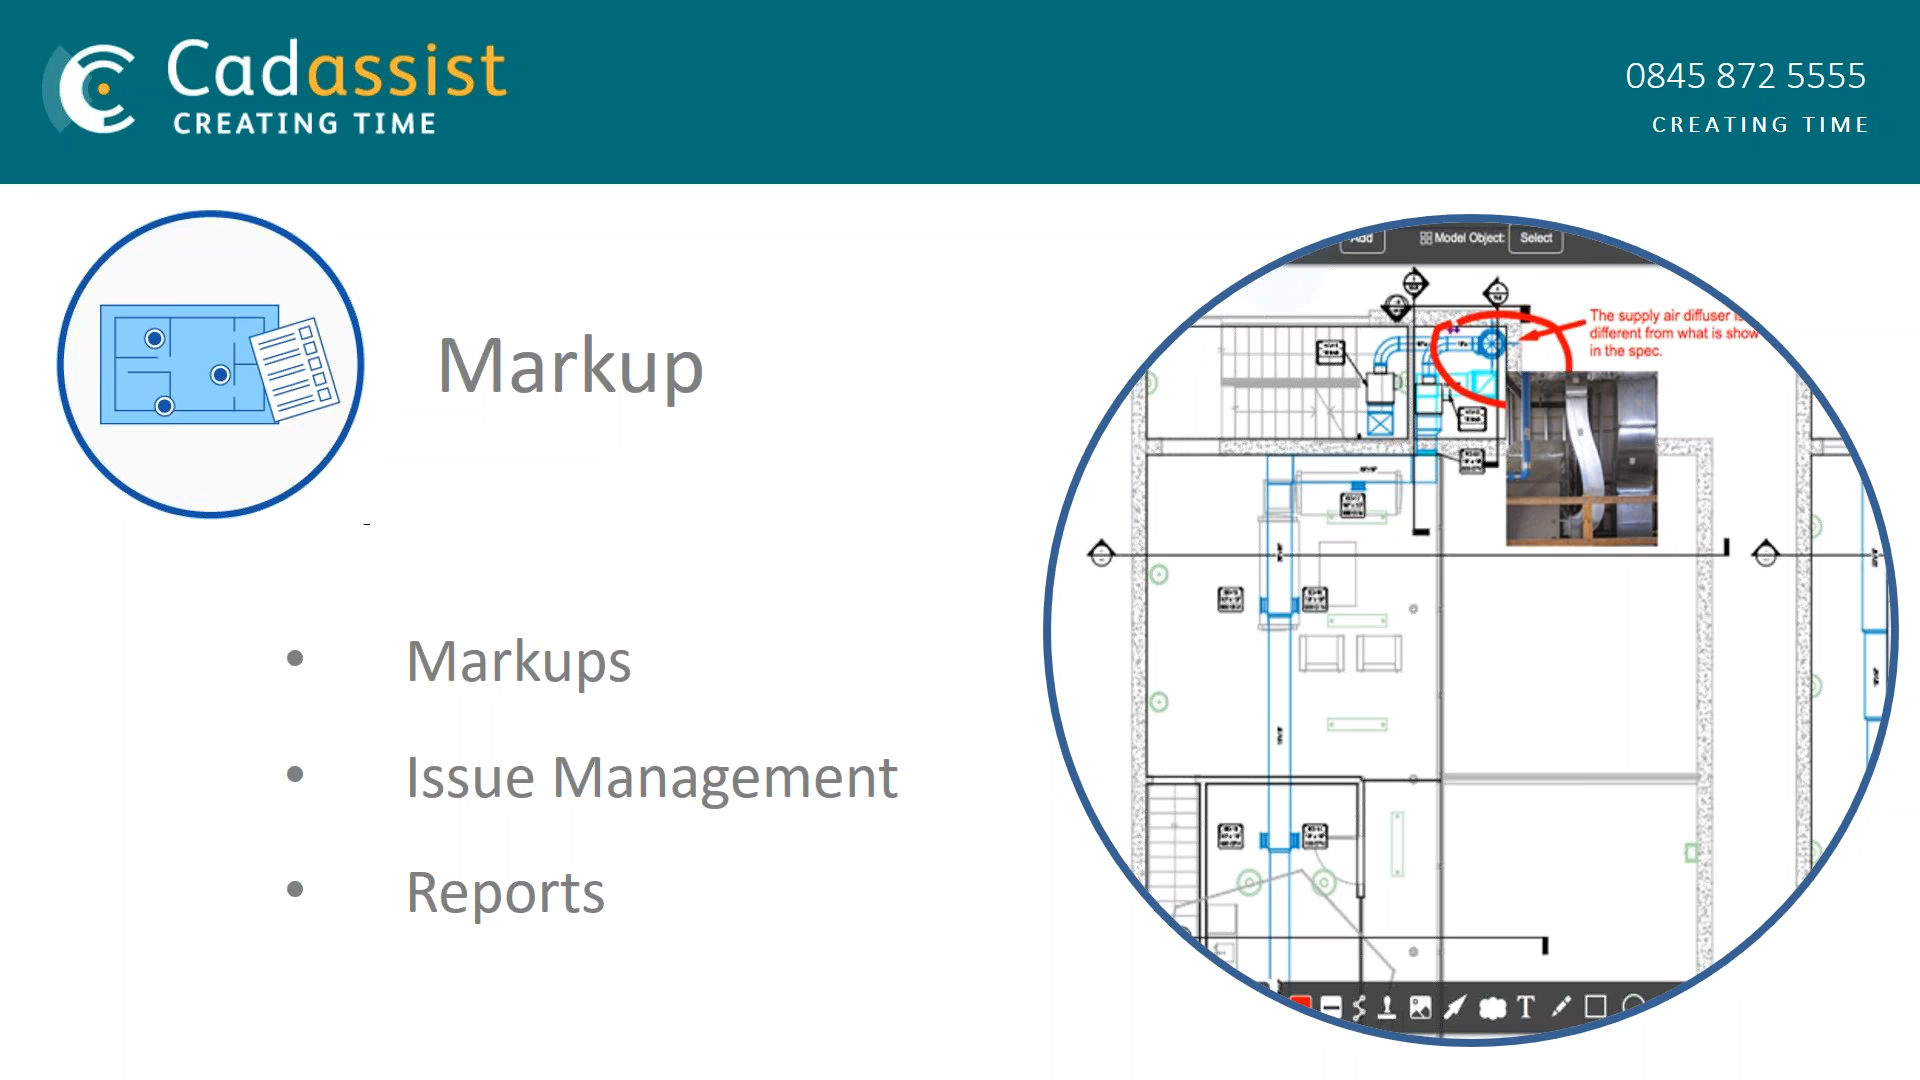 Cadassist
CREATING TIME
0845 872 5555
CREATING TIME
Markup
• Markups
• Issue Management
• Reports
Add
Model Object:
Select
The supply air diffuser
different from what is show
in the spec.
T